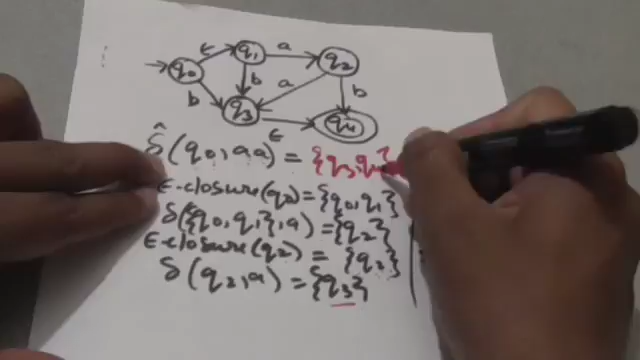 ε q₁ a q₂
q₀ b a b
b q₃ ε q₄
δ̂(q₀, aa) = {q₃, q₄}
ε-closure(q₀) = {q₀, q₁}
δ({q₀, q₁}, a) = {q₂}
ε-closure(q₂) = {q₂}
δ(q₂, a) = {q₃}